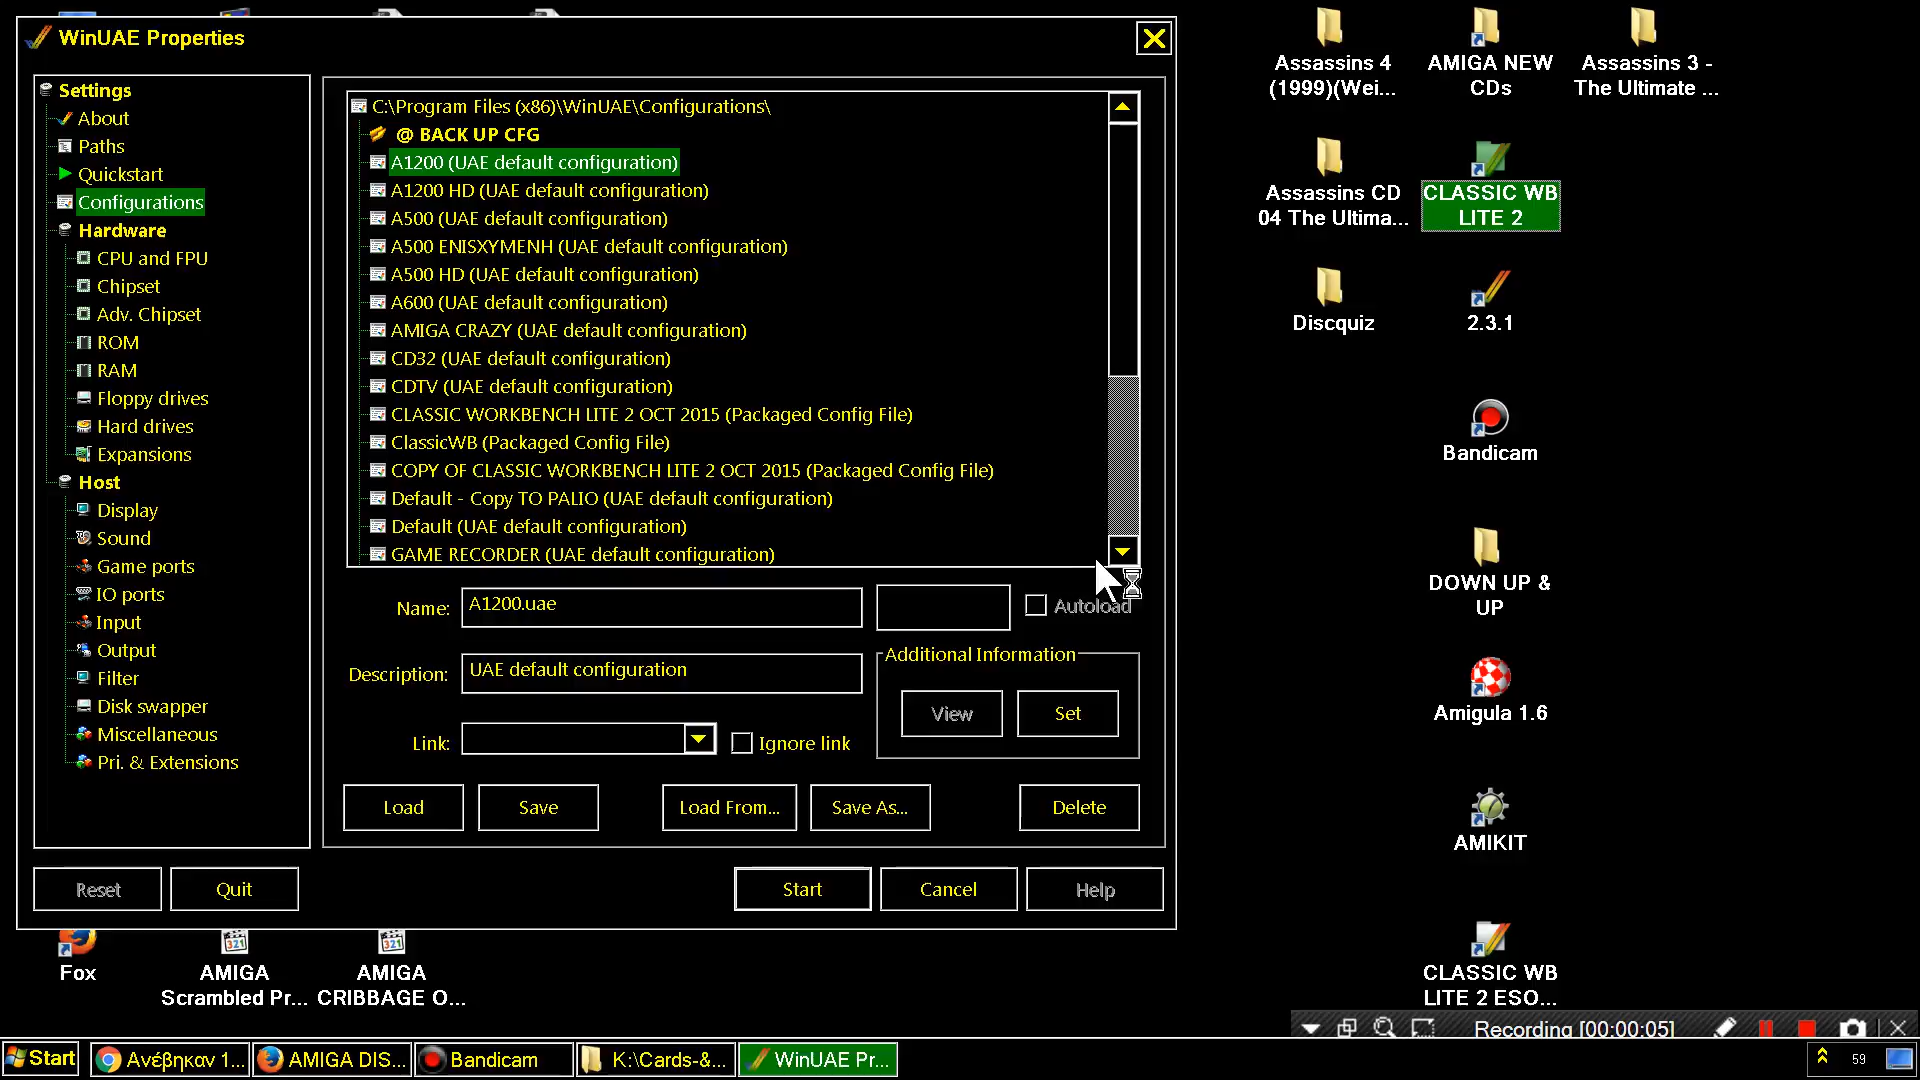 WinUAE Properties
Settings
About
Paths
Quickstart
Configurations
Hardware
CPU and FPU
Chipset
Adv. Chipset
ROM
RAM
Floppy drives
Hard drives
Expansions
Host
Display
Sound
Game ports
IO ports
Input
Output
Filter
Disk swapper
Miscellaneous
Pri. & Extensions
C:\Program Files (x86)\WinUAE\Configurations\
@ BACK UP CFG
A1200 (UAE default configuration)
A1200 HD (UAE default configuration)
A500 (UAE default configuration)
A500 ENISXYMENH (UAE default configuration)
A500 HD (UAE default configuration)
A600 (UAE default configuration)
AMIGA CRAZY (UAE default configuration)
CD32 (UAE default configuration)
CDTV (UAE default configuration)
CLASSIC WORKBENCH LITE 2 OCT 2015 (Packaged Config File)
ClassicWB (Packaged Config File)
COPY OF CLASSIC WORKBENCH LITE 2 OCT 2015 (Packaged Config File)
Default - Copy TO PALIO (UAE default configuration)
Default (UAE default configuration)
GAME RECORDER (UAE default configuration)
Name: A1200.uae
Autoload
Description: UAE default configuration
Additional Information
View Set
Link:
Ignore link
Load Save Load From... Save As... Delete
Reset Quit Start Cancel Help
Assassins 4
(1999)(Wei...
AMIGA NEW
CDs
Assassins 3 -
The Ultimate ...
Assassins CD
04 The Ultima...
CLASSIC WB
LITE 2
Discquiz
2.3.1
Bandicam
DOWN UP &
UP
Amigula 1.6
AMIKIT
CLASSIC WB
LITE 2 ESO...
Fox
AMIGA
Scrambled Pr...
AMIGA
CRIBBAGE O...
321
321
Recording [00:00:05]
Start
Ανέβηκαν 1...
AMIGA DIS...
Bandicam
K:\Cards-&...
WinUAE Pr...
59